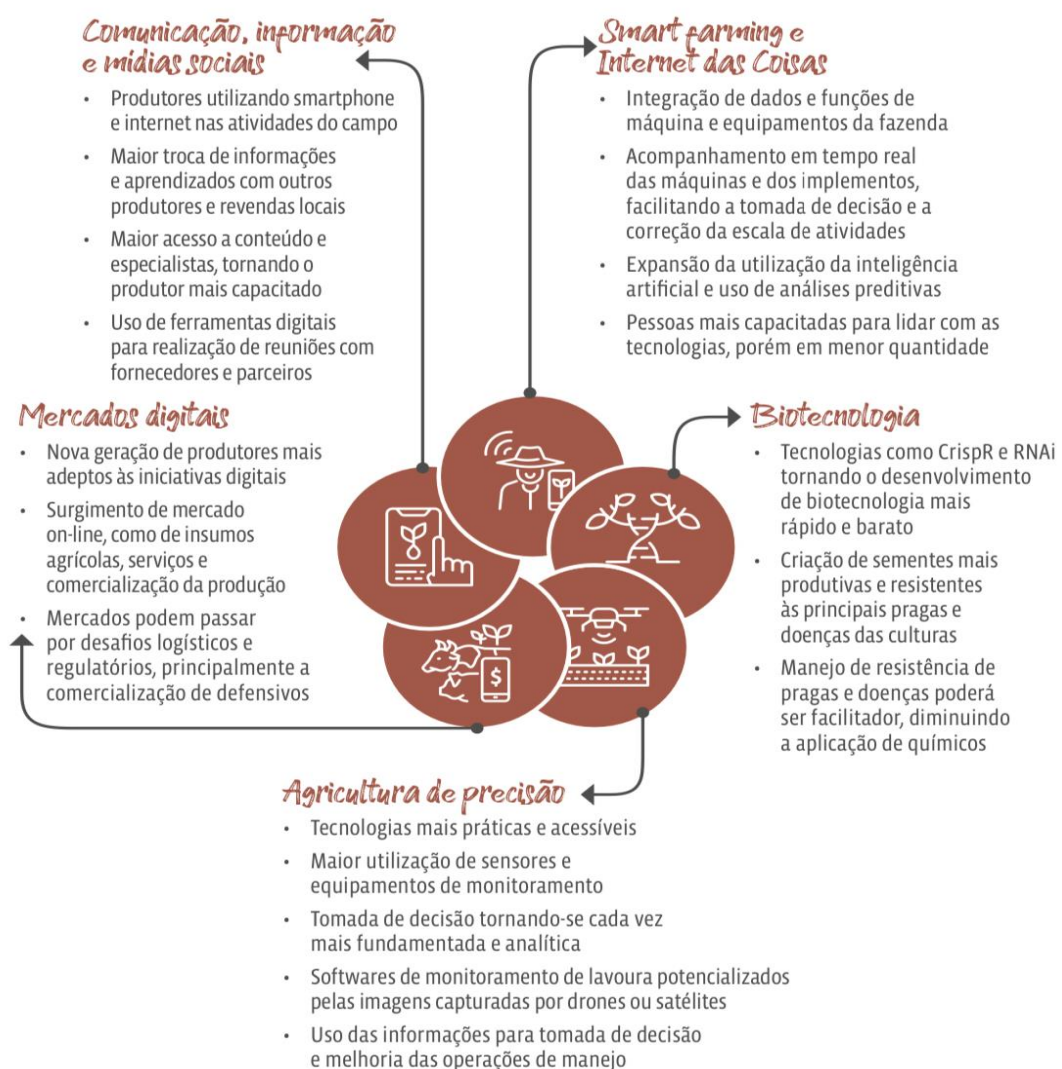 Comunicação, informação
e mídias sociais
• Produtores utilizando smartphone
e internet nas atividades do campo
• Maior troca de informações
e aprendizados com outros
produtores e revendas locais
• Maior acesso a conteúdo e
especialistas, tornando o
produtor mais capacitado
• Uso de ferramentas digitais
para realização de reuniões com
fornecedores e parceiros
Smart farming e
Internet das Coisas
• Integração de dados e funções de
máquina e equipamentos da fazenda
• Acompanhamento em tempo real
das máquinas e dos implementos,
facilitando a tomada de decisão e a
correção da escala de atividades
• Expansão da utilização da inteligência
artificial e uso de análises preditivas
• Pessoas mais capacitadas para lidar com as
tecnologias, porém em menor quantidade
Mercados digitais
• Nova geração de produtores mais
adeptos às iniciativas digitais
• Surgimento de mercado
on-line, como de insumos
agrícolas, serviços e
comercialização da produção
• Mercados podem passar
por desafios logísticos e
regulatórios, principalmente a
comercialização de defensivos
$
Biotecnologia
• Tecnologias como CrispR e RNAi
tornando o desenvolvimento
de biotecnologia mais
rápido e barato
• Criação de sementes mais
produtivas e resistentes
às principais pragas e
doenças das culturas
• Manejo de resistência de
pragas e doenças poderá
ser facilitador, diminuindo
a aplicação de químicos
Agricultura de precisão
• Tecnologias mais práticas e acessíveis
• Maior utilização de sensores e
equipamentos de monitoramento
• Tomada de decisão tornando-se cada vez
mais fundamentada e analítica
• Softwares de monitoramento de lavoura potencializados
pelas imagens capturadas por drones ou satélites
• Uso das informações para tomada de decisão
e melhoria das operações de manejo